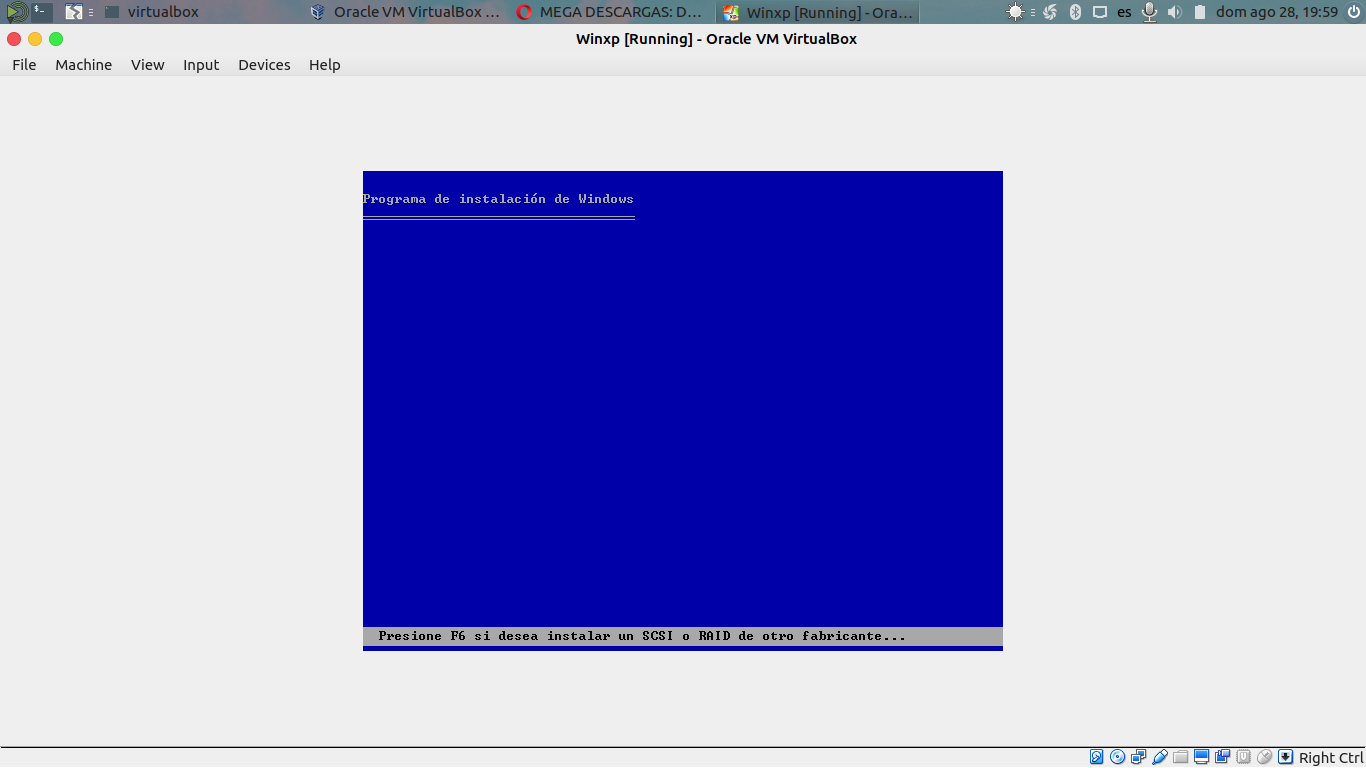 virtualbox
Oracle VM VirtualBox ...
MEGA DESCARGAS: D...
Winxp [Running] - Ora...
es
dom ago 28, 19:59
Winxp [Running] - Oracle VM VirtualBox
File Machine View Input Devices Help
Programa de instalación de Windows
Presione F6 si desea instalar un SCSI o RAID de otro fabricante...
Right Ctrl